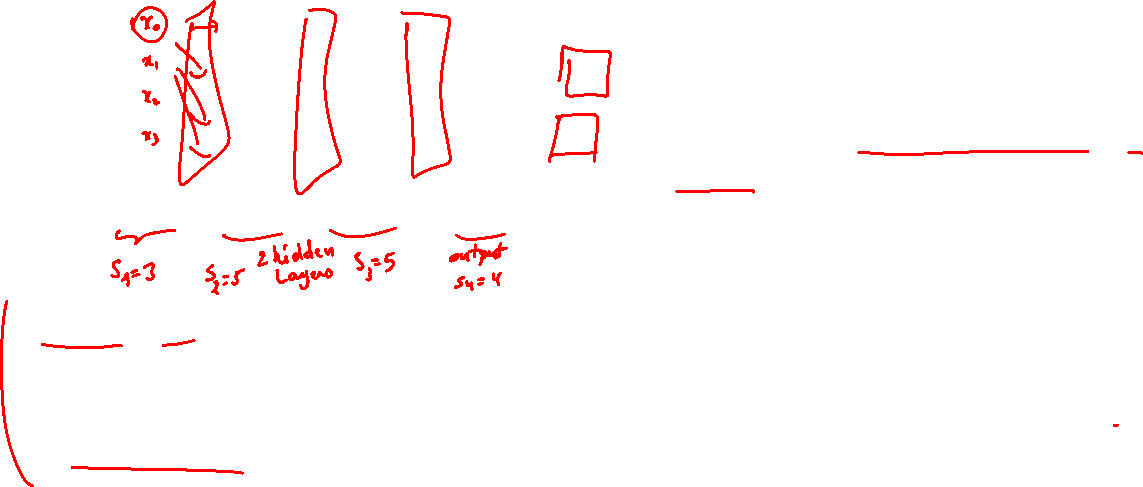 x₀
x₁
x₂
x₃
S₁=3
S₂=5
2 hidden
Layers
S₃=5
output
S₄=4